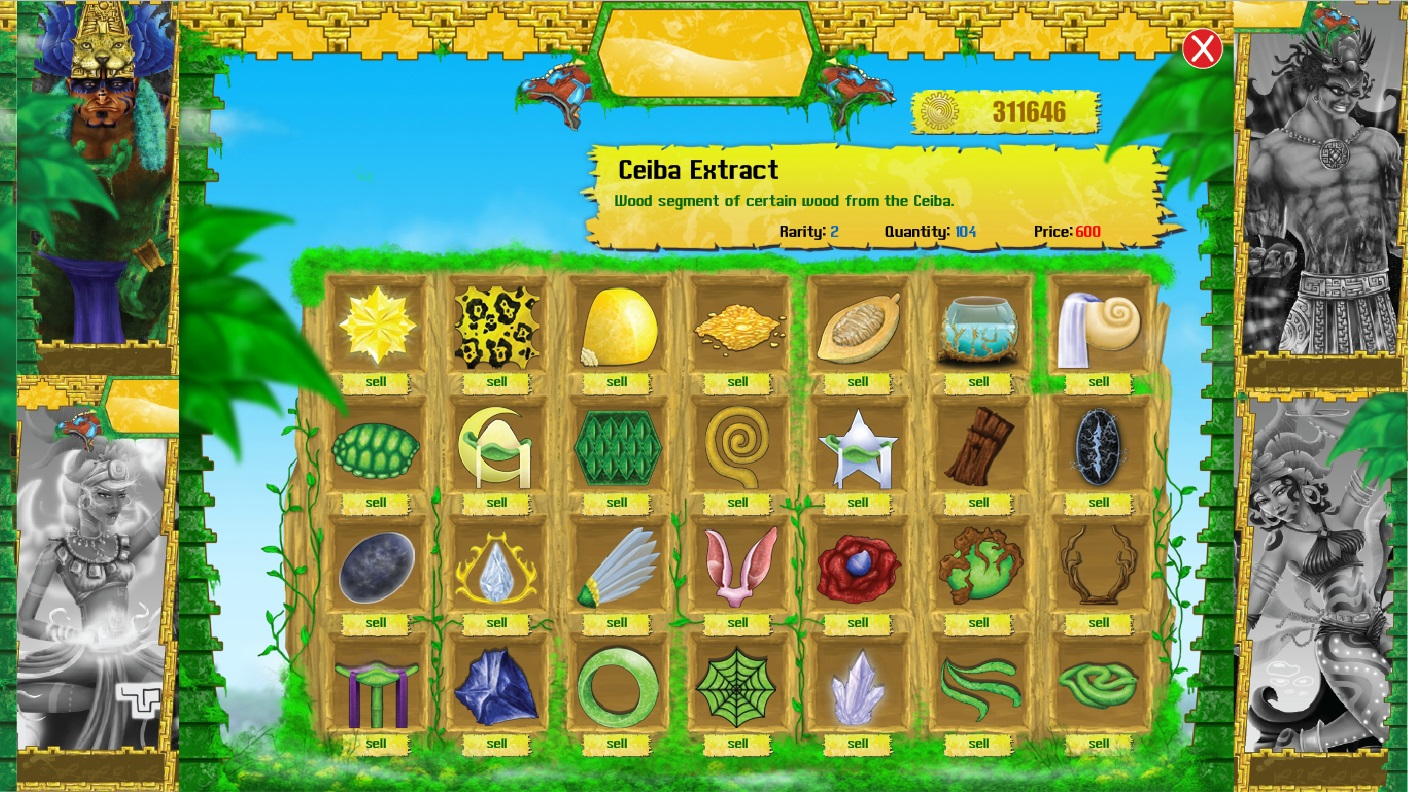 311646
Ceiba Extract
Wood segment of certain wood from the Ceiba.
Rarity: 2 Quantity: 104 Price: 600
sell sell sell sell sell sell sell
sell sell sell sell sell sell sell
sell sell sell sell sell sell sell
sell sell sell sell sell sell sell